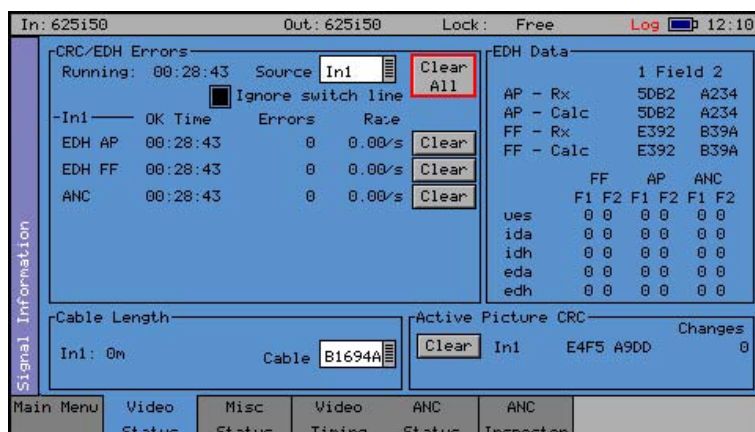 In: 625i50 Out: 625i50 Lock: Free Log 12:10
Signal Information
CRC/EDH Errors
Running: 00:28:43 Source In1 Clear All
Ignore switch line
In1 OK Time Errors Rate
EDH AP 00:28:43 0 0.00/s Clear
EDH FF 00:28:43 0 0.00/s Clear
ANC 00:28:43 0 0.00/s Clear
EDH Data
1 Field 2
AP - Rx 5DB2 A234
AP - Calc 5DB2 A234
FF - Rx E392 B39A
FF - Calc E392 B39A
FF AP ANC
F1 F2 F1 F2 F1 F2
ues 0 0 0 0 0 0
ida 0 0 0 0 0 0
idh 0 0 0 0 0 0
eda 0 0 0 0 0 0
edh 0 0 0 0 0 0
Cable Length
In1: 0m Cable B1694A
Active Picture CRC
Changes
Clear In1 E4F5 A9DD 0
Main Menu Video Misc Video ANC ANC
Status Status Timing Status Inspector